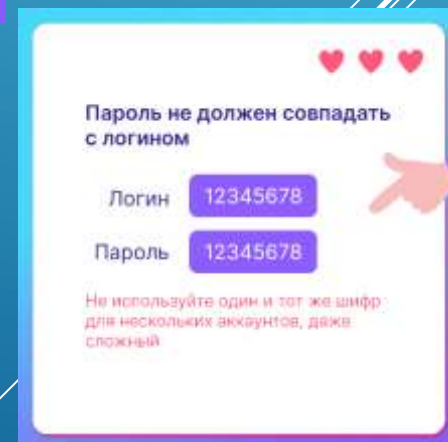 Пароль не должен совпадать
с логином
Логин 12345678
Пароль 12345678
Не используйте один и тот же шифр
для нескольких аккаунтов, даже
сложный